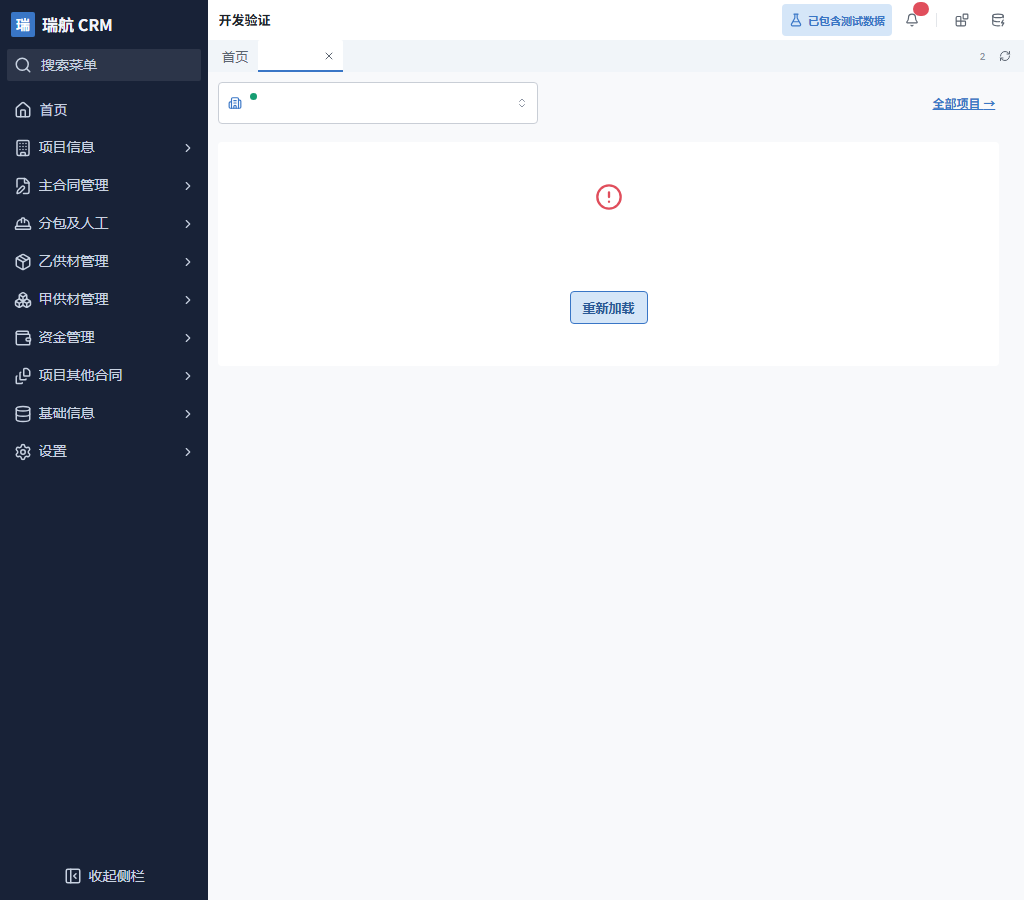 瑞 瑞航 CRM
搜索菜单
首页
项目信息
主合同管理
分包及人工
乙供材管理
甲供材管理
资金管理
项目其他合同
基础信息
设置
收起侧栏
开发验证
已包含测试数据
首页
2
全部项目 →
重新加载